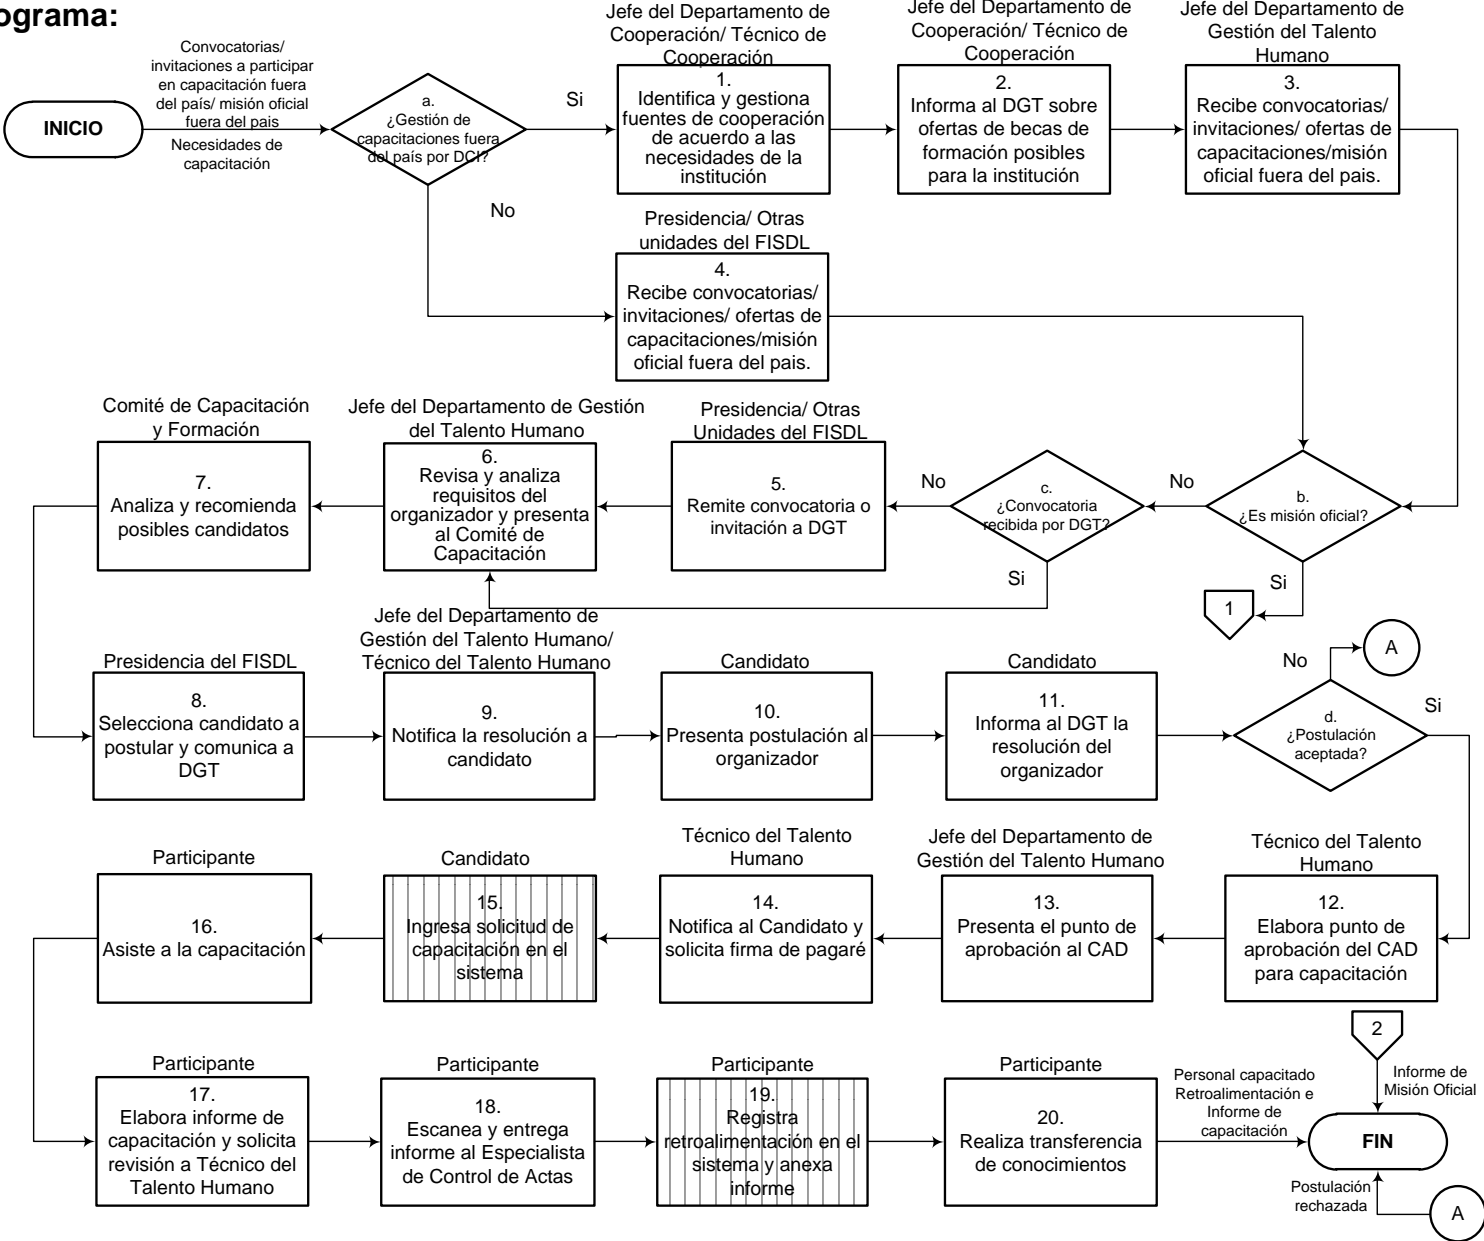 ograma:
Convocatorias/
invitaciones a participar
en capacitación fuera
del país/ misión oficial
fuera del pais
Necesidades de
capacitación
INICIO
a.
¿Gestión de
capacitaciones fuera
del país por DCI?
Si
No
Jefe del Departamento de
Cooperación/ Técnico de
Cooperación
1.
Identifica y gestiona
fuentes de cooperación
de acuerdo a las
necesidades de la
institución
Jefe del Departamento de
Cooperación/ Técnico de
Cooperación
2.
Informa al DGT sobre
ofertas de becas de
formación posibles
para la institución
Jefe del Departamento de
Gestión del Talento
Humano
3.
Recibe convocatorias/
invitaciones/ ofertas de
capacitaciones/misión
oficial fuera del pais.
Presidencia/ Otras
unidades del FISDL
4.
Recibe convocatorias/
invitaciones/ ofertas de
capacitaciones/misión
oficial fuera del pais.
Comité de Capacitación
y Formación
7.
Analiza y recomienda
posibles candidatos
Jefe del Departamento de Gestión
del Talento Humano
6.
Revisa y analiza
requisitos del
organizador y presenta
al Comité de
Capacitación
Presidencia/ Otras
Unidades del FISDL
5.
Remite convocatoria o
invitación a DGT
No
c.
¿Convocatoria
recibida por DGT?
Si
No
b.
¿Es misión oficial?
Si
1
Presidencia del FISDL
8.
Selecciona candidato a
postular y comunica a
DGT
Jefe del Departamento de
Gestión del Talento Humano/
Técnico del Talento Humano
9.
Notifica la resolución a
candidato
Candidato
10.
Presenta postulación al
organizador
Candidato
11.
Informa al DGT la
resolución del
organizador
No
A
d.
¿Postulación
aceptada?
Si
Participante
16.
Asiste a la capacitación
Candidato
15.
Ingresa solicitud de
capacitación en el
sistema
Técnico del Talento
Humano
14.
Notifica al Candidato y
solicita firma de pagaré
Jefe del Departamento de
Gestión del Talento Humano
13.
Presenta el punto de
aprobación al CAD
Técnico del Talento
Humano
12.
Elabora punto de
aprobación del CAD
para capacitación
2
Informe de
Misión Oficial
Participante
17.
Elabora informe de
capacitación y solicita
revisión a Técnico del
Talento Humano
Participante
18.
Escanea y entrega
informe al Especialista
de Control de Actas
Participante
19.
Registra
retroalimentación en el
sistema y anexa
informe
Participante
20.
Realiza transferencia
de conocimientos
Personal capacitado
Retroalimentación e
Informe de
capacitación
FIN
Postulación
rechazada
A